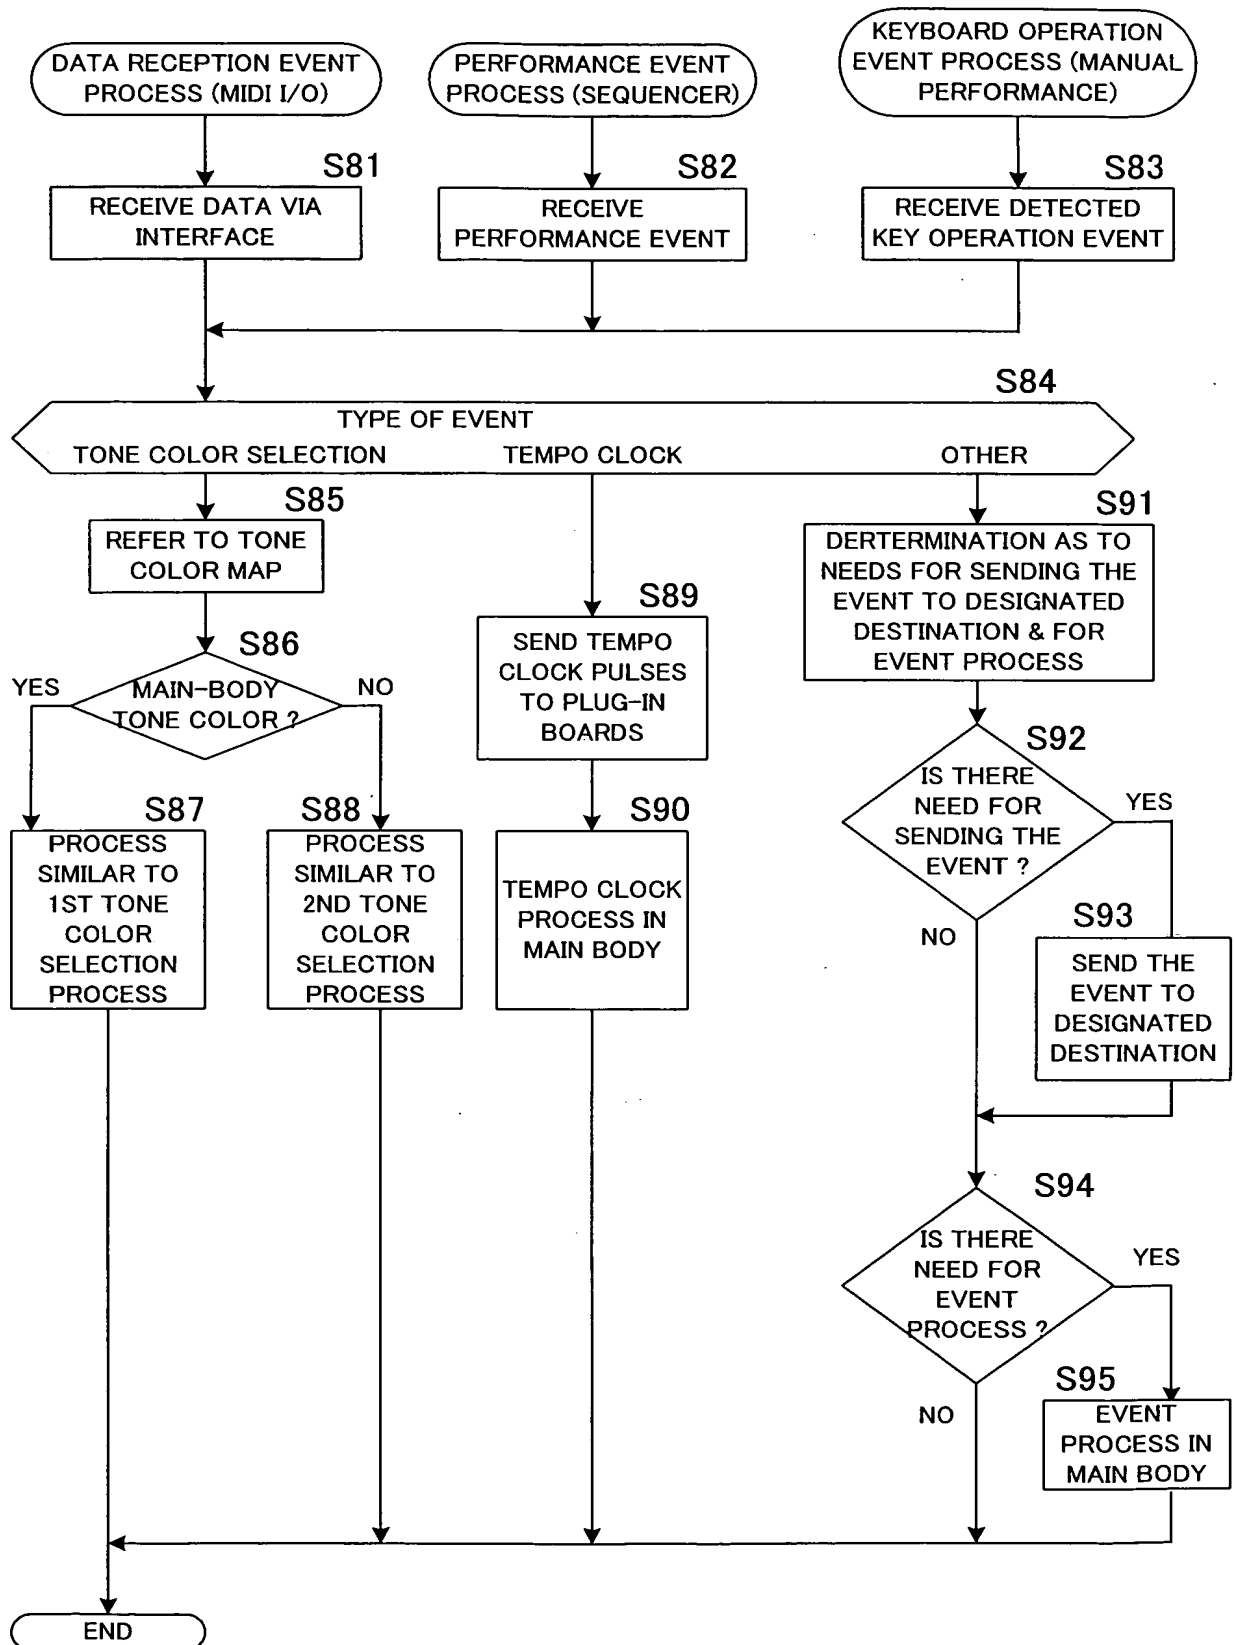 DATA RECEPTION EVENT
PROCESS (MIDI I/O)
PERFORMANCE EVENT
PROCESS (SEQUENCER)
KEYBOARD OPERATION
EVENT PROCESS (MANUAL
PERFORMANCE)
S81
RECEIVE DATA VIA
INTERFACE
S82
RECEIVE
PERFORMANCE EVENT
S83
RECEIVE DETECTED
KEY OPERATION EVENT
S84
TYPE OF EVENT
TONE COLOR SELECTION
TEMPO CLOCK
OTHER
S85
REFER TO TONE
COLOR MAP
S86
MAIN-BODY
TONE COLOR ?
YES
NO
S87
PROCESS
SIMILAR TO
1ST TONE
COLOR
SELECTION
PROCESS
S88
PROCESS
SIMILAR TO
2ND TONE
COLOR
SELECTION
PROCESS
S89
SEND TEMPO
CLOCK PULSES
TO PLUG-IN
BOARDS
S90
TEMPO CLOCK
PROCESS IN
MAIN BODY
S91
DERTERMINATION AS TO
NEEDS FOR SENDING THE
EVENT TO DESIGNATED
DESTINATION & FOR
EVENT PROCESS
S92
IS THERE
NEED FOR
SENDING THE
EVENT ?
YES
NO
S93
SEND THE
EVENT TO
DESIGNATED
DESTINATION
S94
IS THERE
NEED FOR
EVENT
PROCESS ?
YES
NO
S95
EVENT
PROCESS IN
MAIN BODY
END